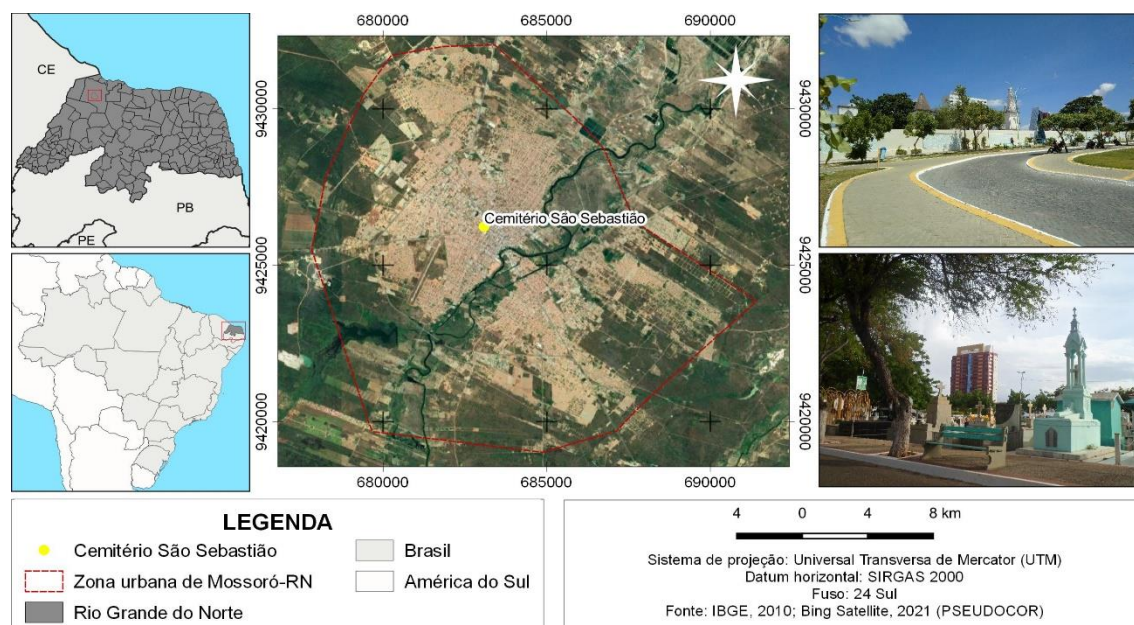 CE
PB
PE
680000
685000
690000
9430000
9425000
9420000
Cemitério São Sebastião
9430000
9425000
9420000
680000
685000
690000
LEGENDA
Cemitério São Sebastião
Zona urbana de Mossoró-RN
Rio Grande do Norte
Brasil
América do Sul
4 0 4 8 km
Sistema de projeção: Universal Transversa de Mercator (UTM)
Datum horizontal: SIRGAS 2000
Fuso: 24 Sul
Fonte: IBGE, 2010; Bing Satellite, 2021 (PSEUDOCOR)